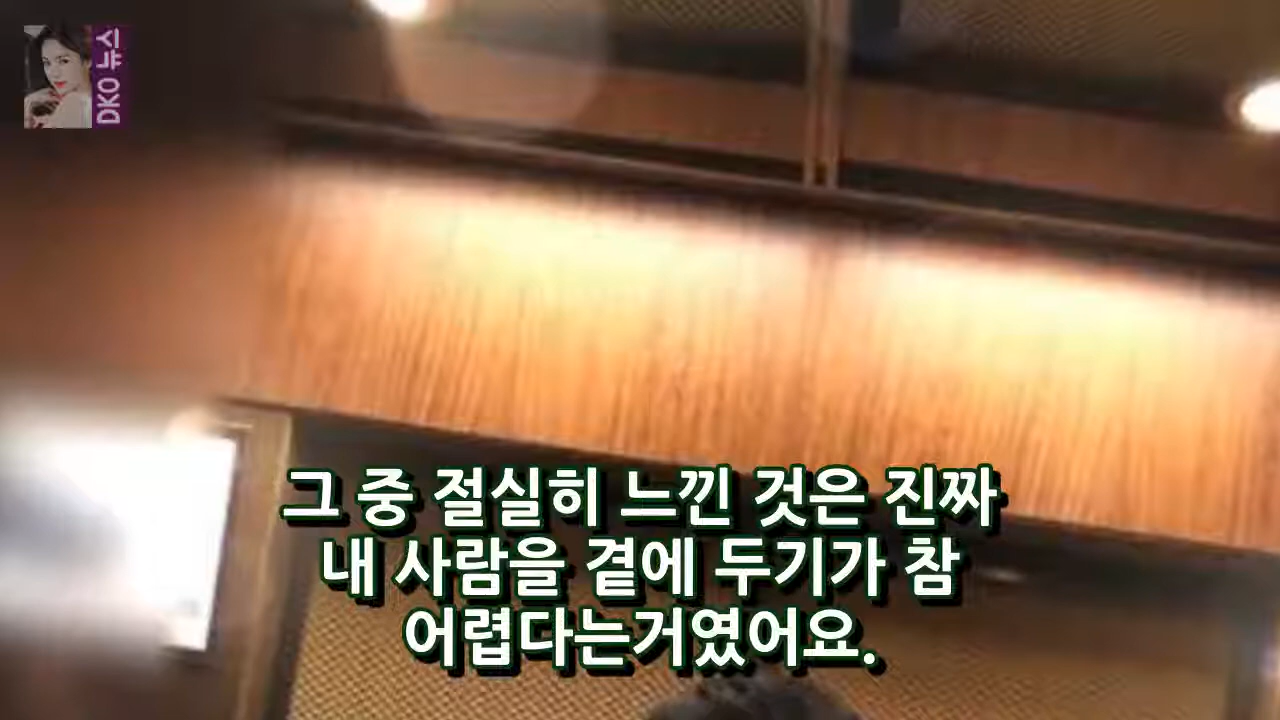 DKO 뉴스
그 중 절실히 느낀 것은 진짜
내 사람을 곁에 두기가 참
어렵다는거였어요.